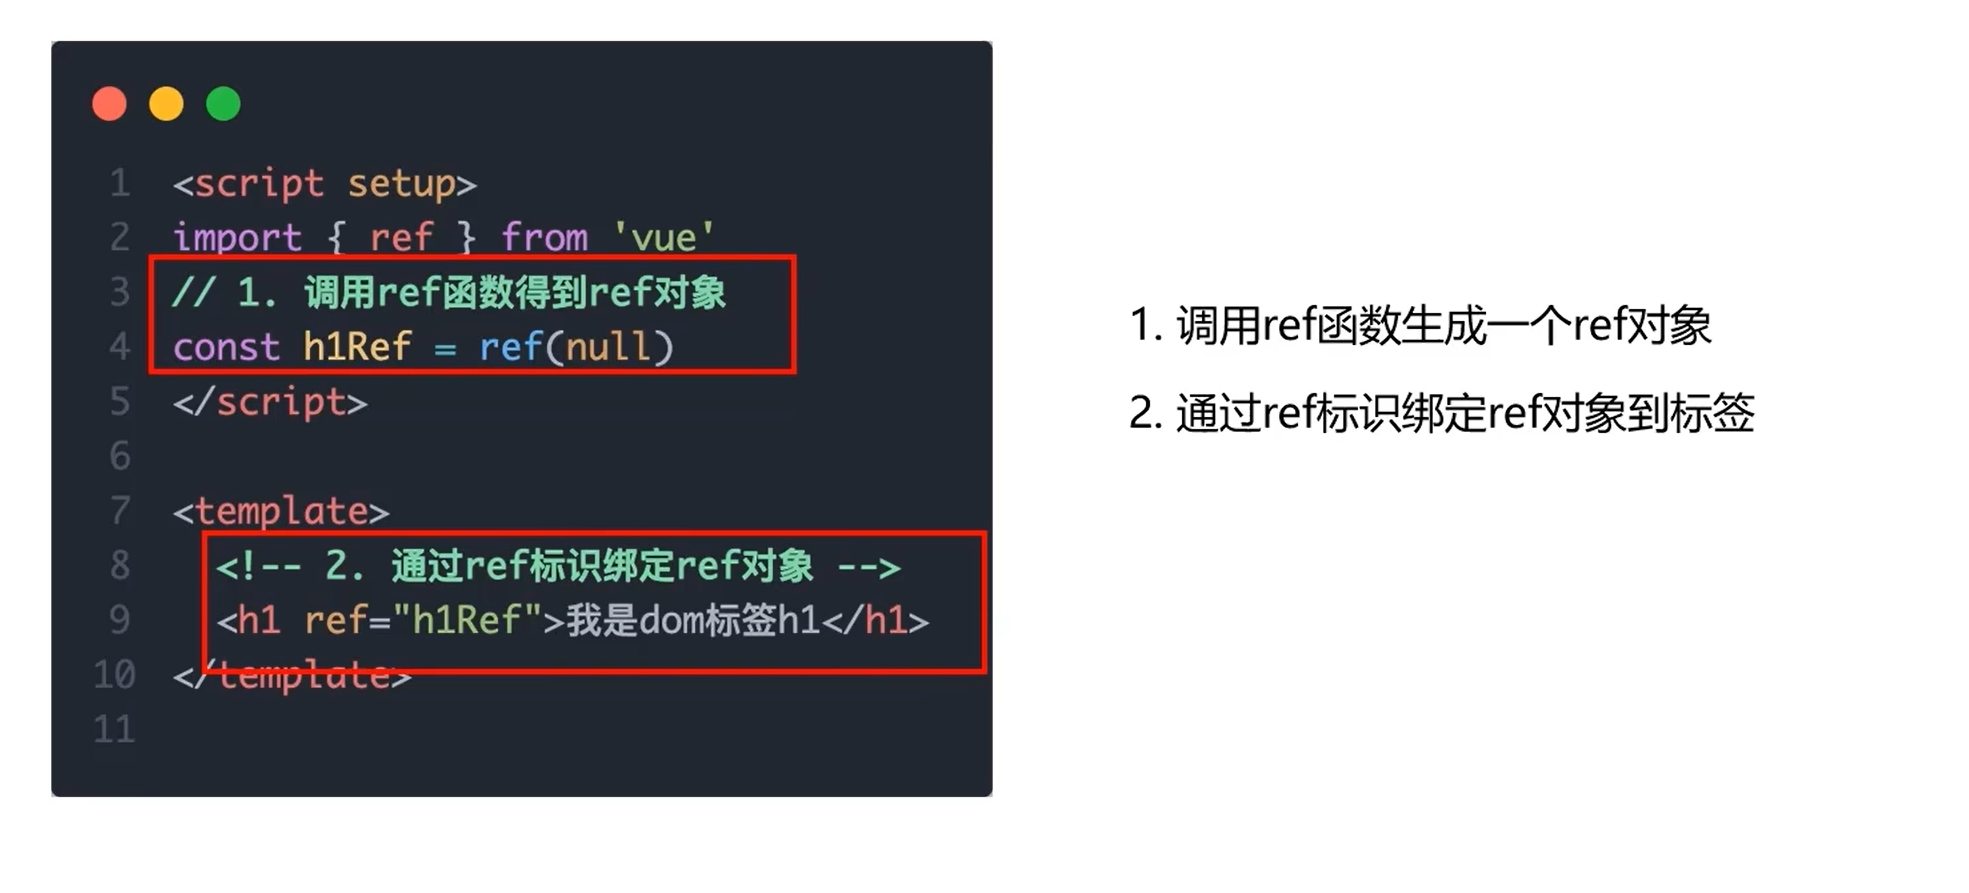 1 <script setup>
2 import { ref } from 'vue'
3 // 1. 调用ref函数得到ref对象
4 const h1Ref = ref(null)
5 </script>
6
7 <template>
8 <!-- 2. 通过ref标识绑定ref对象 -->
9 <h1 ref="h1Ref">我是dom标签h1</h1>
10 </template>
11
1. 调用ref函数生成一个ref对象
2. 通过ref标识绑定ref对象到标签